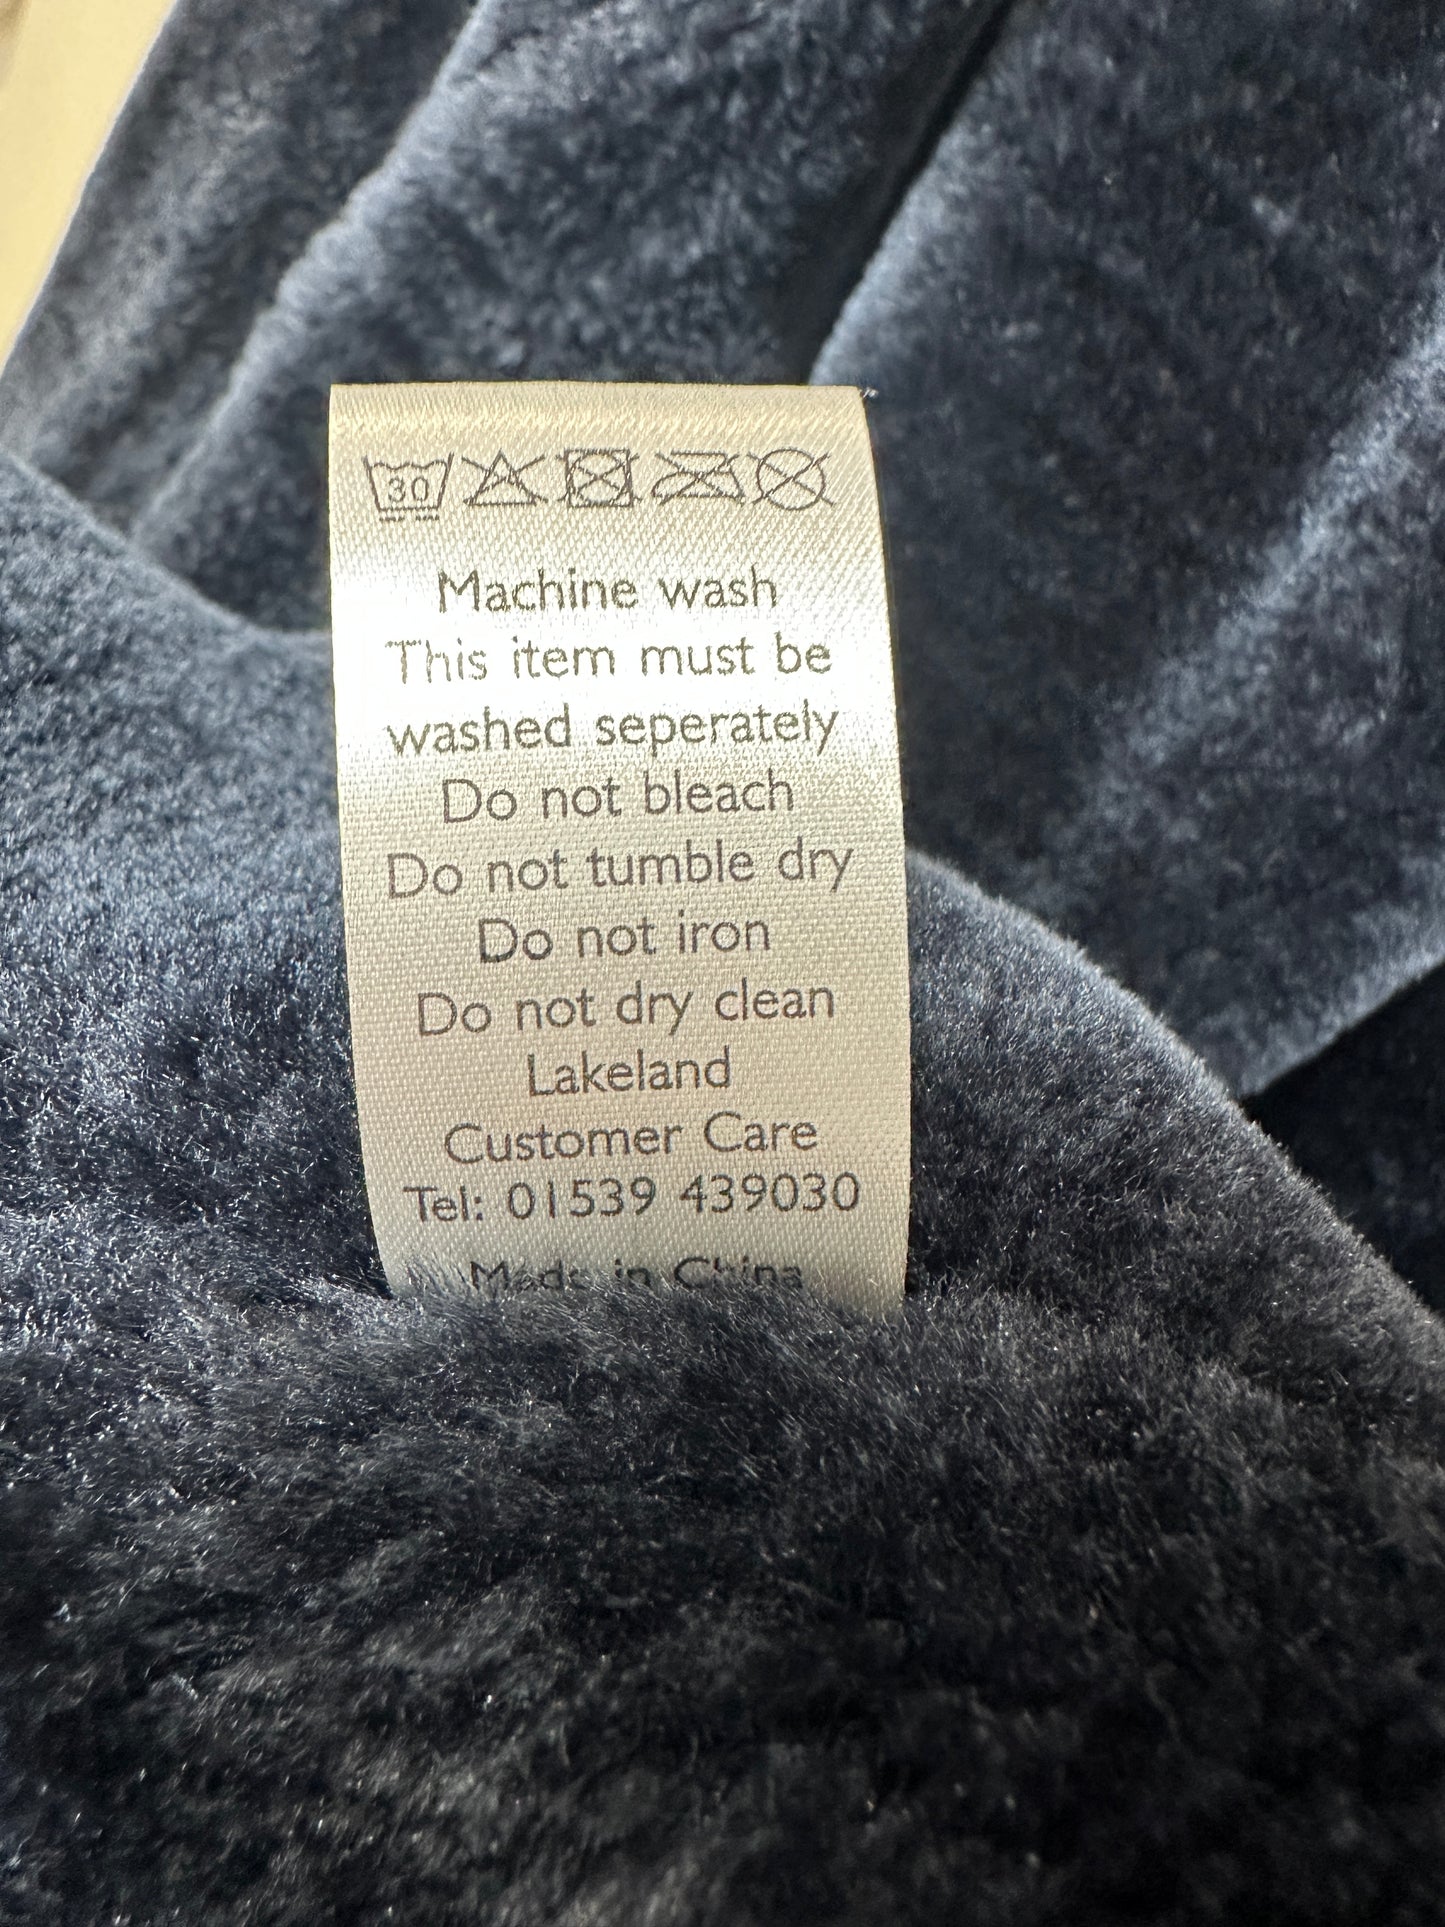 30
Machine wash
This item must be
washed seperately
Do not bleach
Do not tumble dry
Do not iron
Do not dry clean
Lakeland
Customer Care
Tel: 01539 439030
Made in China